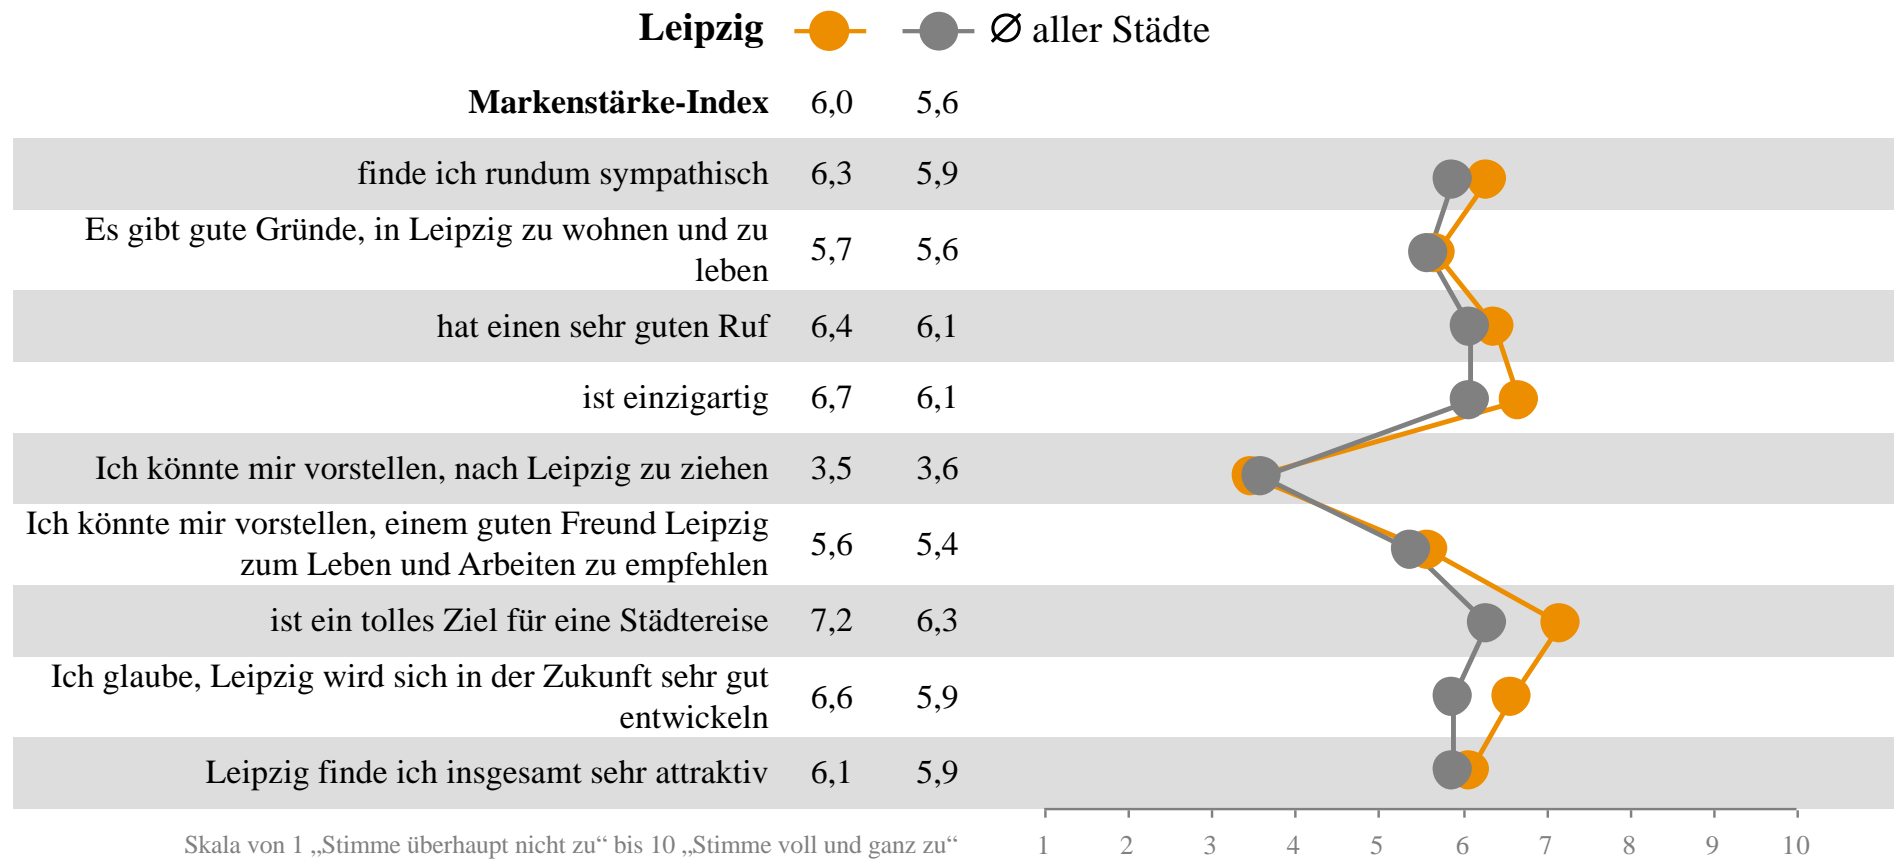 Leipzig Ø aller Städte
Markenstärke-Index 6,0 5,6
finde ich rundum sympathisch 6,3 5,9
Es gibt gute Gründe, in Leipzig zu wohnen und zu
leben 5,7 5,6
hat einen sehr guten Ruf 6,4 6,1
ist einzigartig 6,7 6,1
Ich könnte mir vorstellen, nach Leipzig zu ziehen 3,5 3,6
Ich könnte mir vorstellen, einem guten Freund Leipzig
zum Leben und Arbeiten zu empfehlen 5,6 5,4
ist ein tolles Ziel für eine Städtereise 7,2 6,3
Ich glaube, Leipzig wird sich in der Zukunft sehr gut
entwickeln 6,6 5,9
Leipzig finde ich insgesamt sehr attraktiv 6,1 5,9
Skala von 1 „Stimme überhaupt nicht zu“ bis 10 „Stimme voll und ganz zu“ 1 2 3 4 5 6 7 8 9 10